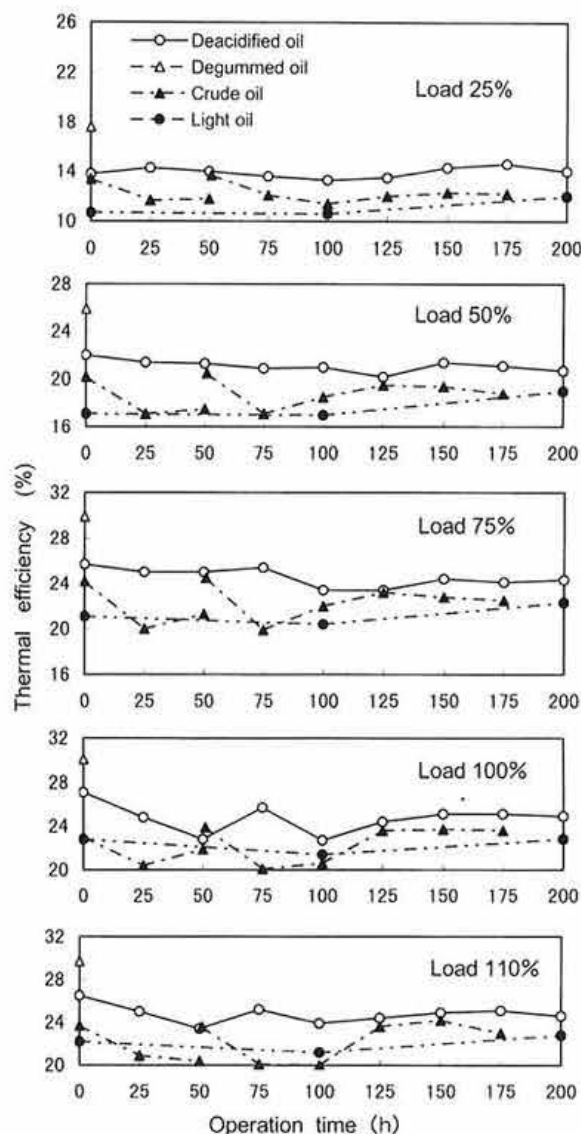 26
22
18
14
10
Deacidified oil
Degummed oil
Crude oil
Light oil
Load 25%
0 25 50 75 100 125 150 175 200
28
24
20
16
Load 50%
0 25 50 75 100 125 150 175 200
Thermal efficiency (%)
32
28
24
20
16
Load 75%
0 25 50 75 100 125 150 175 200
32
28
24
20
Load 100%
0 25 50 75 100 125 150 175 200
32
28
24
20
Load 110%
0 25 50 75 100 125 150 175 200
Operation time (h)